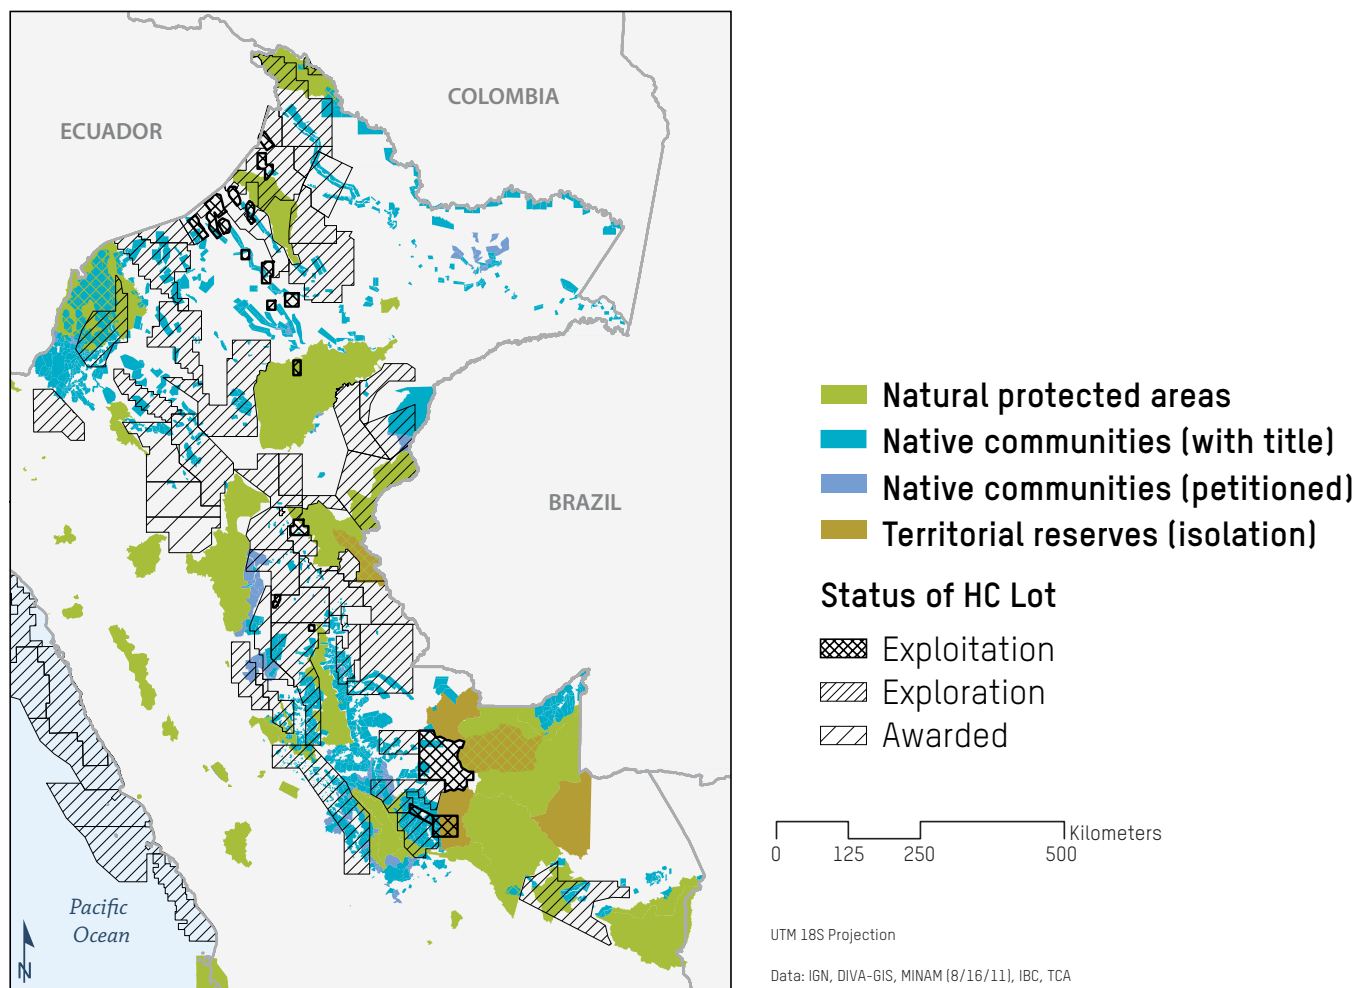 COLOMBIA
ECUADOR
BRAZIL
Pacific
Ocean
N
Natural protected areas
Native communities (with title)
Native communities (petitioned)
Territorial reserves (isolation)
Status of HC Lot
Exploitation
Exploration
Awarded
Kilometers
0 125 250 500
UTM 18S Projection
Data: IGN, DIVA-GIS, MINAM (8/16/11), IBC, TCA